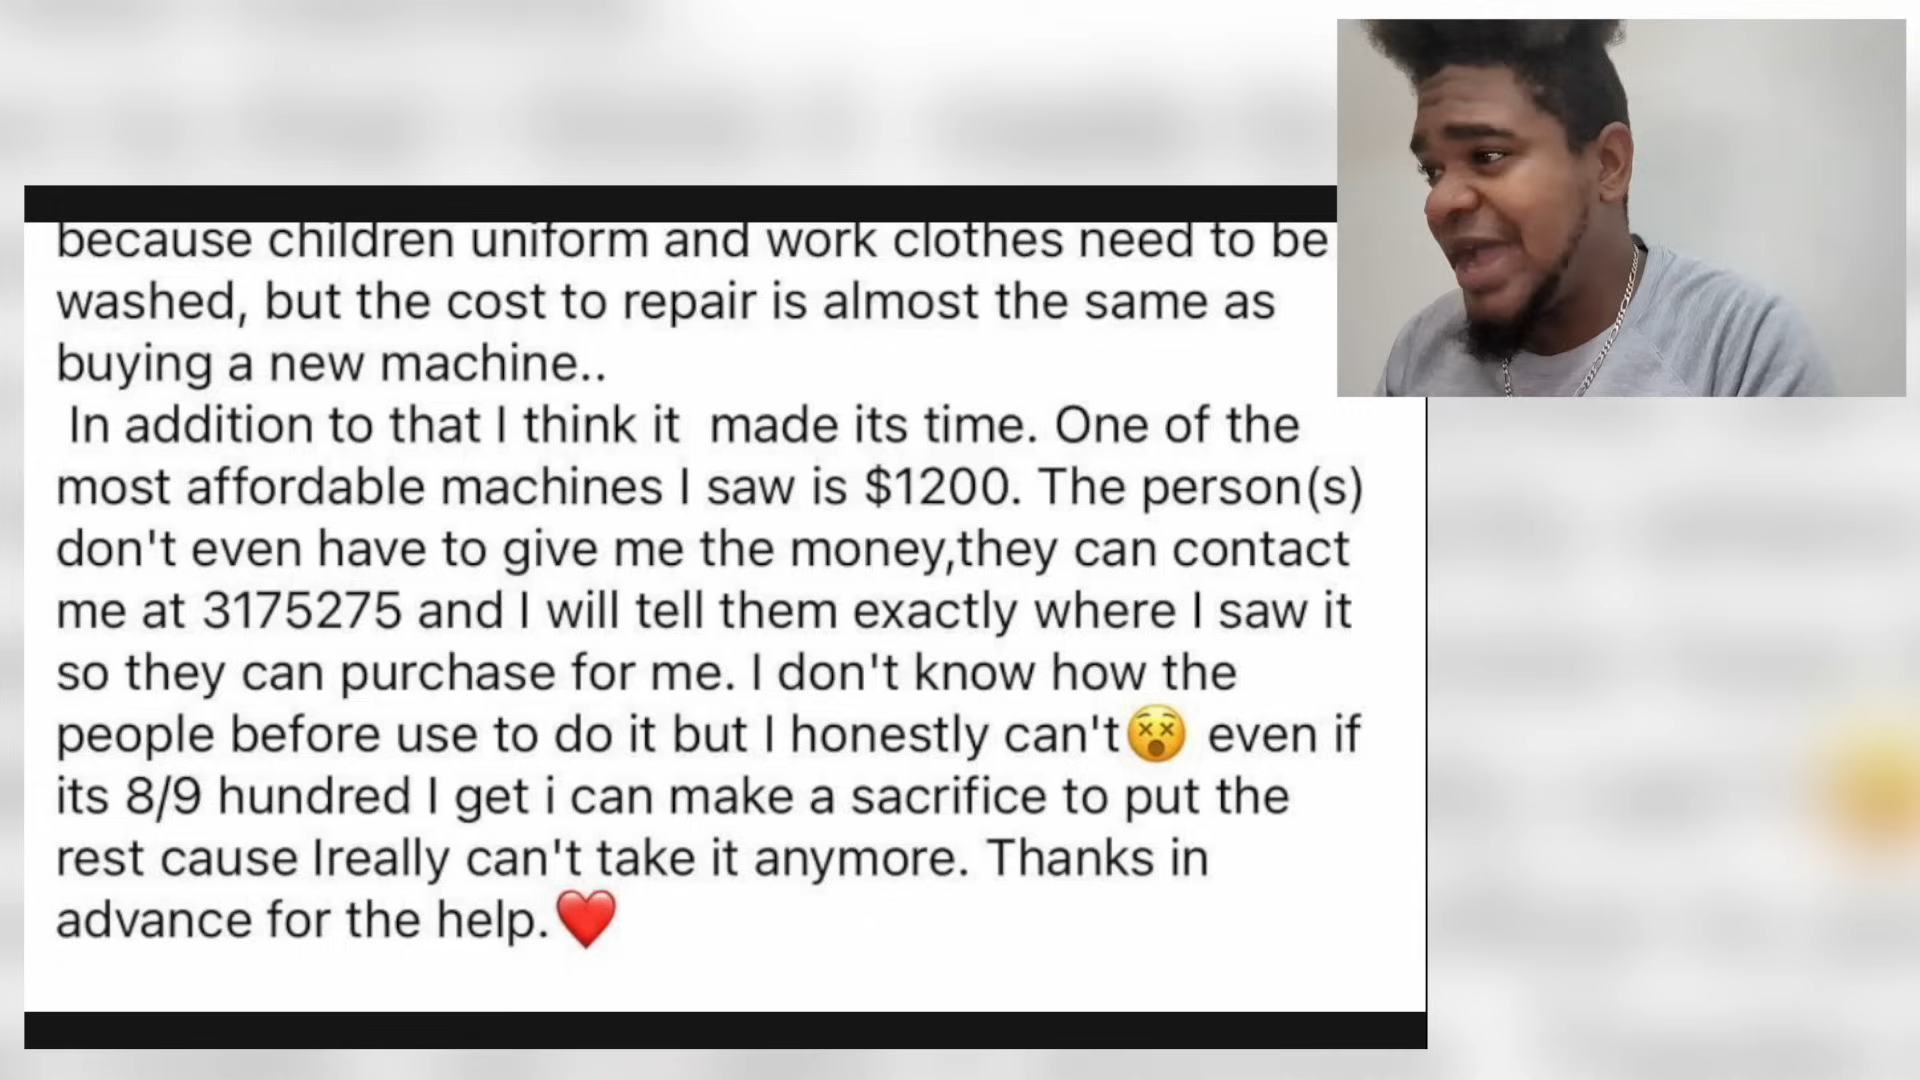 because children uniform and work clothes need to be
washed, but the cost to repair is almost the same as
buying a new machine..
In addition to that I think it  made its time. One of the
most affordable machines I saw is $1200. The person(s)
don't even have to give me the money,they can contact
me at 3175275 and I will tell them exactly where I saw it
so they can purchase for me. I don't know how the
people before use to do it but I honestly can't😵 even if
its 8/9 hundred I get i can make a sacrifice to put the
rest cause Ireally can't take it anymore. Thanks in
advance for the help.❤️